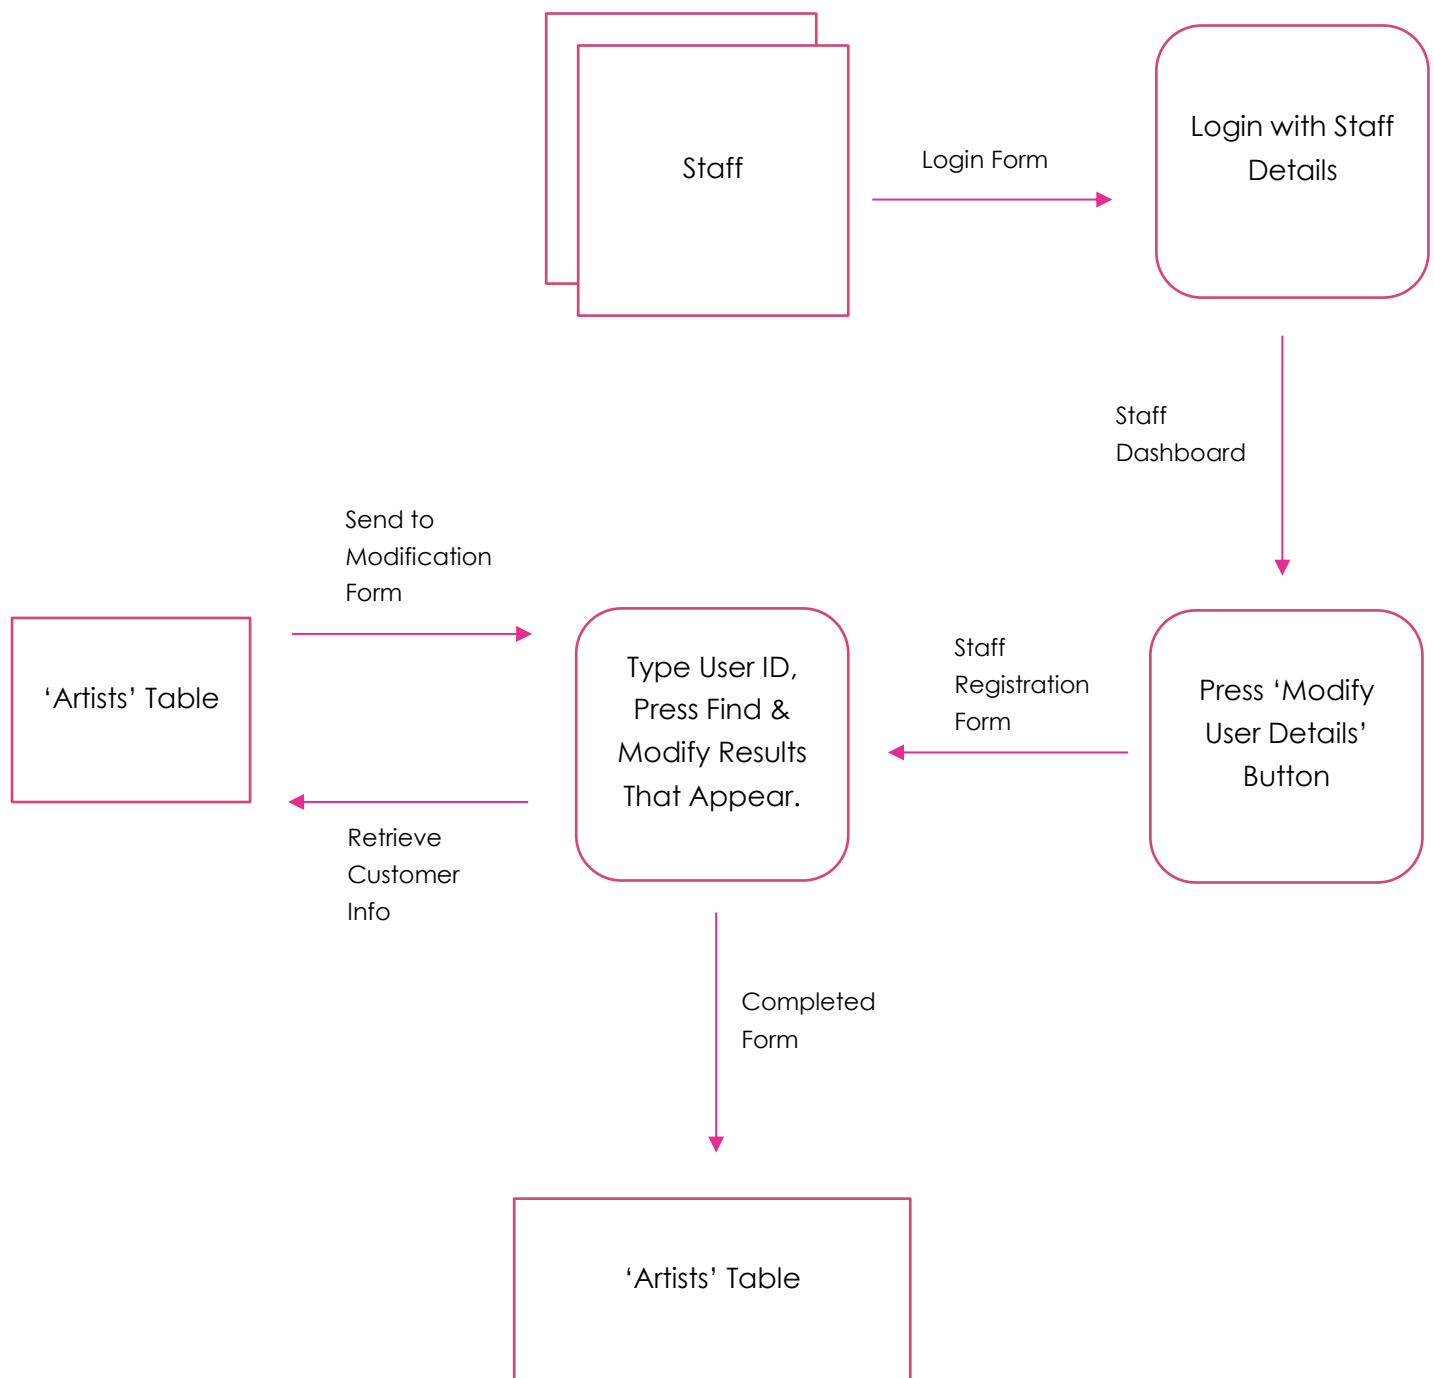 Staff
Login Form
Login with Staff
Details
Staff
Dashboard
Send to
Modification
Form
‘Artists’ Table
Type User ID,
Press Find &
Modify Results
That Appear.
Staff
Registration
Form
Press ‘Modify
User Details’
Button
Retrieve
Customer
Info
Completed
Form
‘Artists’ Table